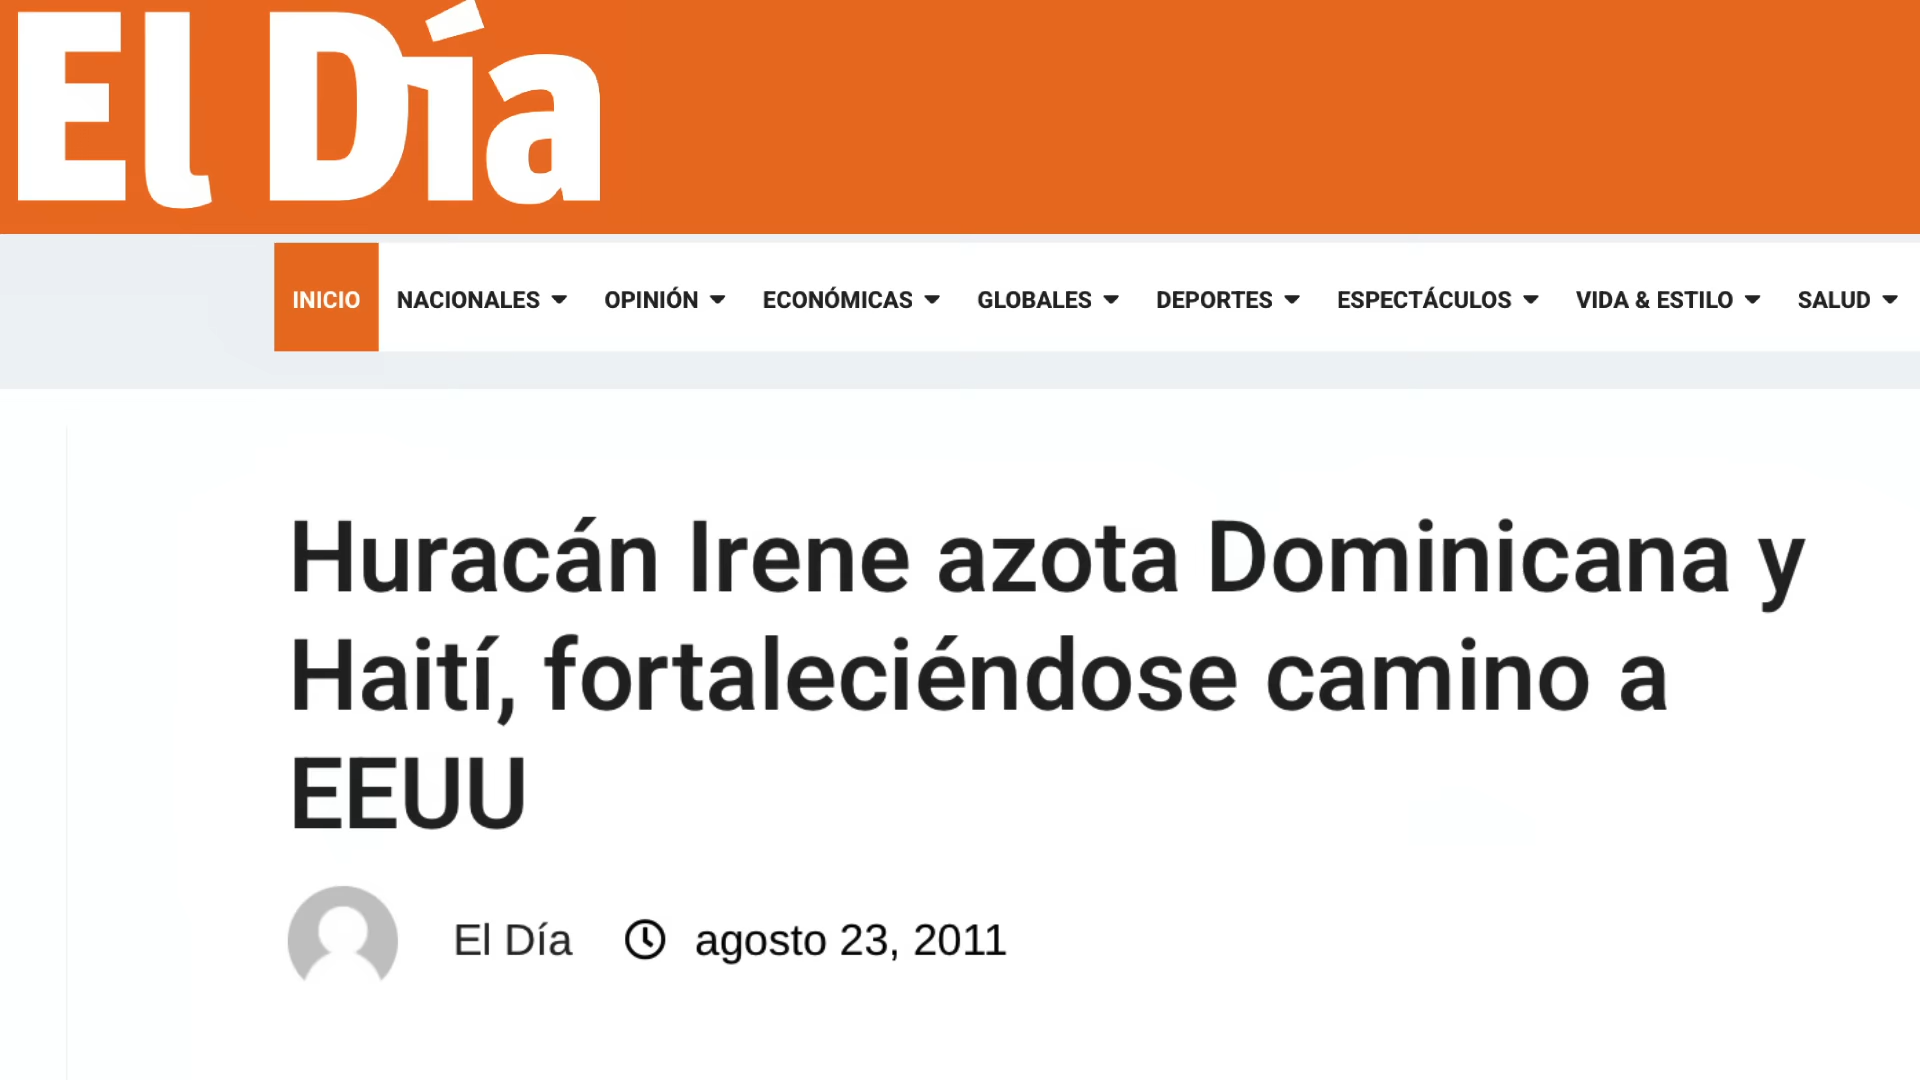 El Día
INICIO NACIONALES OPINIÓN ECONÓMICAS GLOBALES DEPORTES ESPECTÁCULOS VIDA & ESTILO SALUD
Huracán Irene azota Dominicana y
Haití, fortaleciéndose camino a
EEUU
El Día agosto 23, 2011